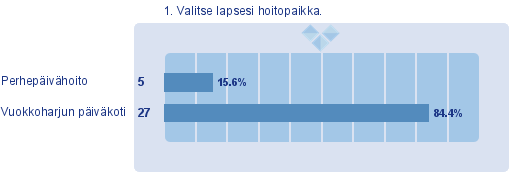 1. Valitse lapsesi hoitopaikka.
Perhepäivähoito 5 15.6%
Vuokkoharjun päiväkoti 27 84.4%